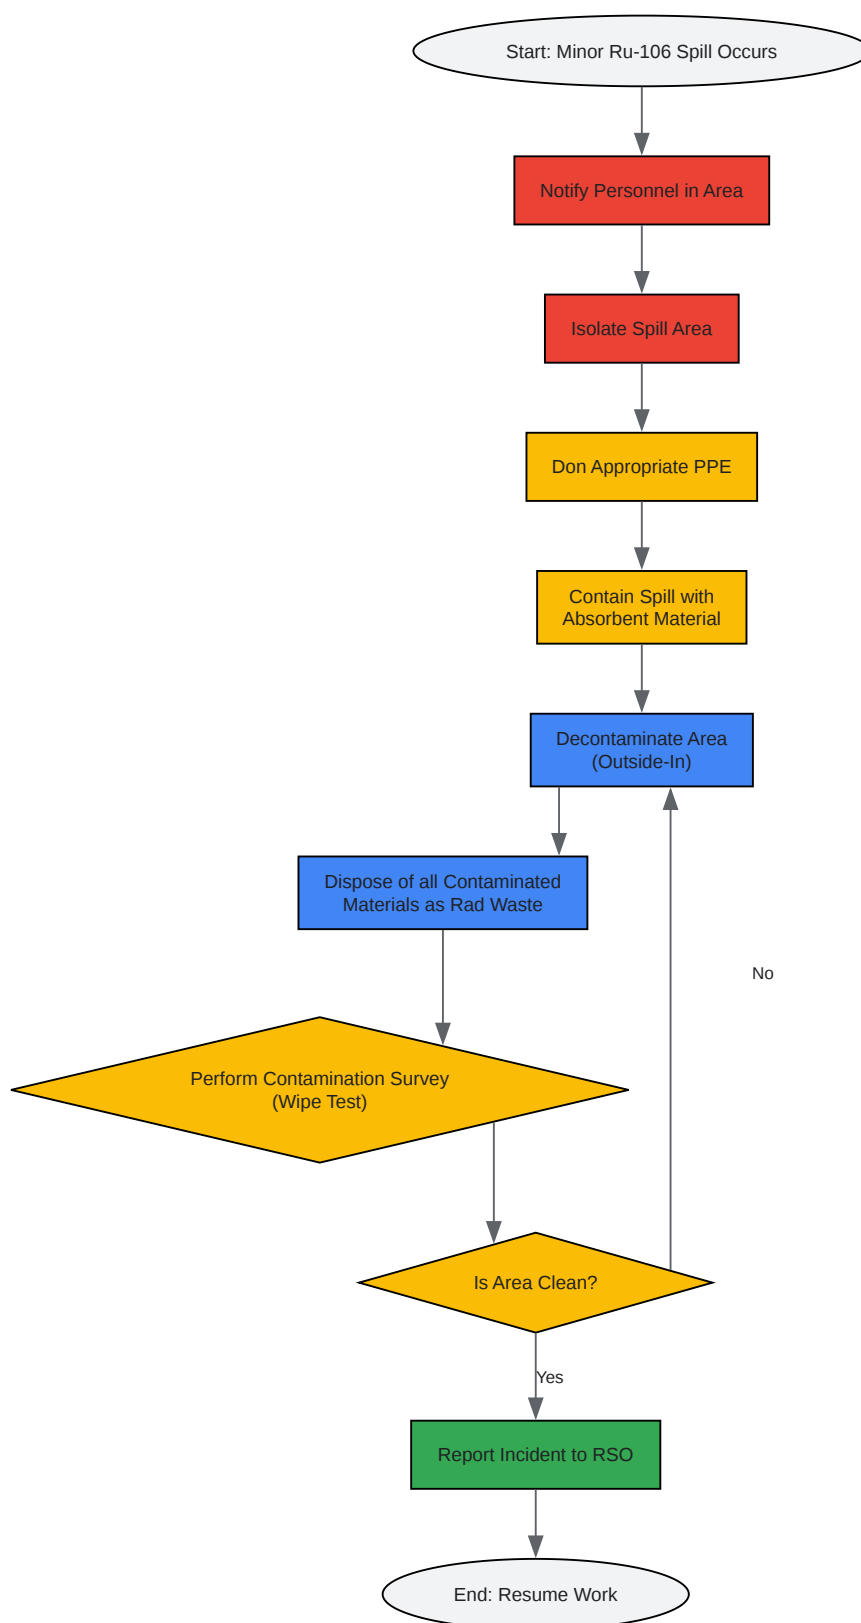 Start: Minor Ru-106 Spill Occurs
Notify Personnel in Area
Isolate Spill Area
Don Appropriate PPE
Contain Spill with
Absorbent Material
Decontaminate Area
(Outside-In)
Dispose of all Contaminated
Materials as Rad Waste
No
Perform Contamination Survey
(Wipe Test)
Is Area Clean?
Yes
Report Incident to RSO
End: Resume Work